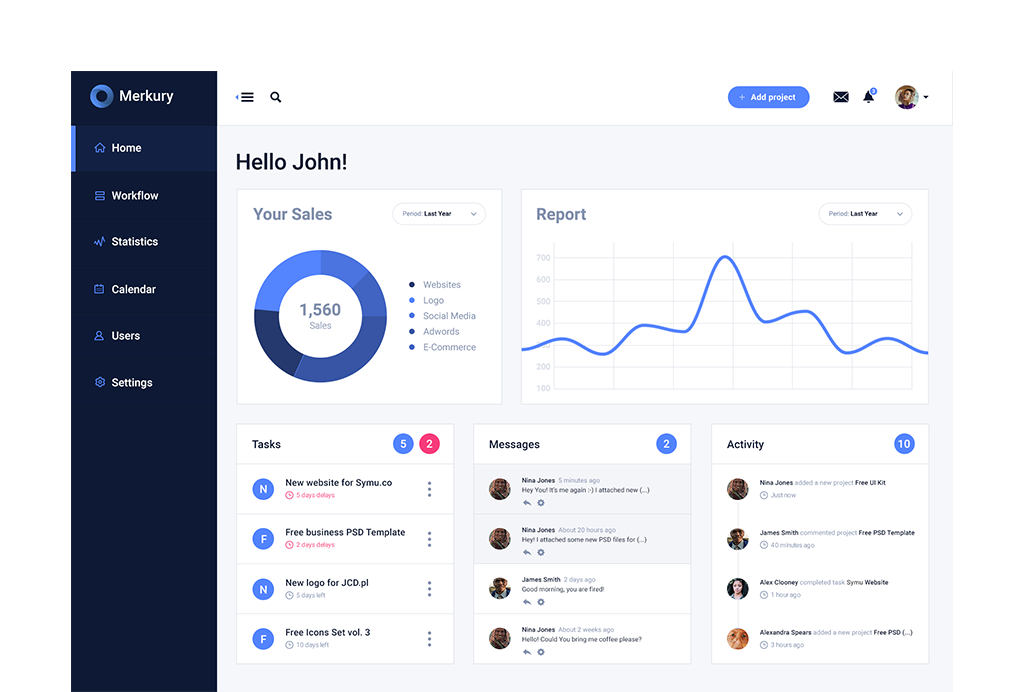 Merkury
+ Add project
3
Home
Workflow
Statistics
Calendar
Users
Settings
Hello John!
Your Sales
Period: Last Year
1,560
Sales
Websites
Logo
Social Media
Adwords
E-Commerce
Report
Period: Last Year
700
600
500
400
300
200
100
Tasks
5
2
N
New website for Symu.co
5 days delays
F
Free business PSD Template
2 days delays
N
New logo for JCD.pl
5 days left
F
Free Icons Set vol. 3
10 days left
Messages
2
Nina Jones 5 minutes ago
Hey You! It's me again :-) I attached new (...)
Nina Jones About 20 hours ago
Hey! I attached some new PSD files for (...)
James Smith 2 days ago
Good morning, you are fired!
Nina Jones About 2 weeks ago
Hello! Could You bring me coffee please?
Activity
10
Nina Jones added a new project Free UI Kit
Just now
James Smith commented project Free PSD Template
40 minutes ago
Alex Clooney completed task Symu Website
1 hour ago
Alexandra Spears added a new project Free PSD (...)
3 hours ago